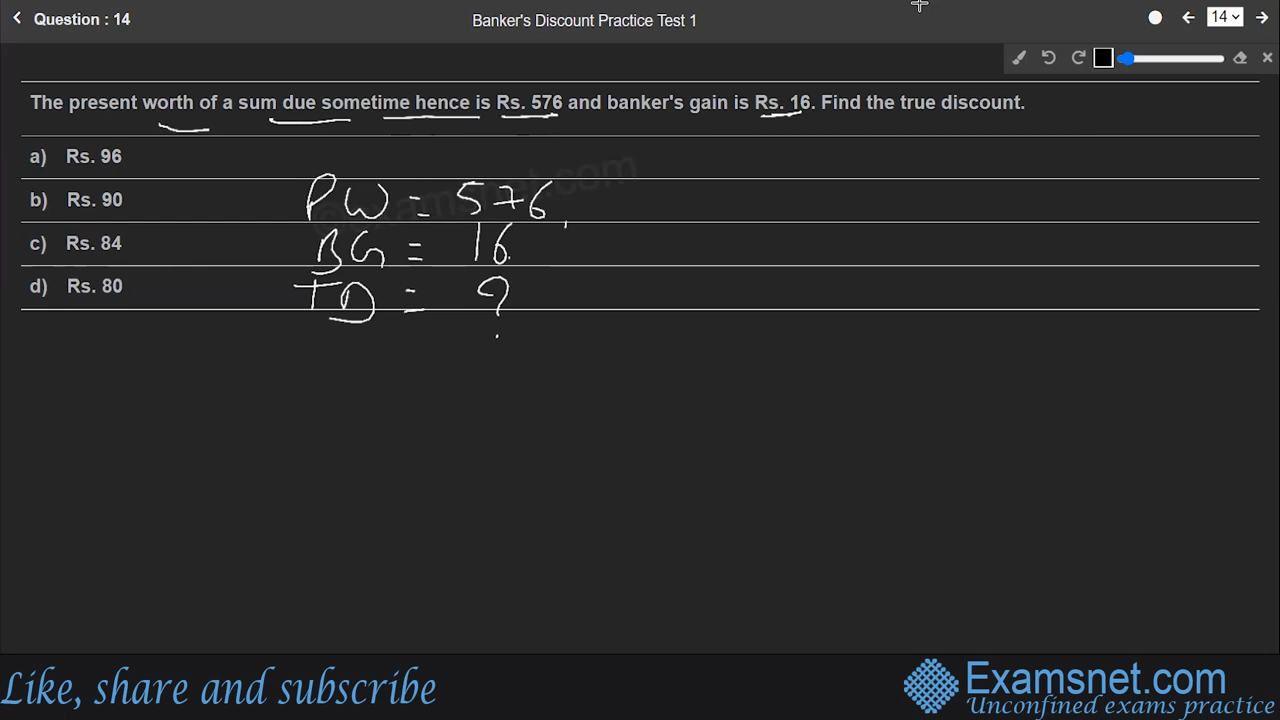 Question : 14
Banker's Discount Practice Test 1
14
The present worth of a sum due sometime hence is Rs. 576 and banker's gain is Rs. 16. Find the true discount.
a) Rs. 96
b) Rs. 90
c) Rs. 84
d) Rs. 80
PW = 576
BG = 16
TD = ?
@examsnet.com
Like, share and subscribe
Examsnet.com
Unconfined exams practice